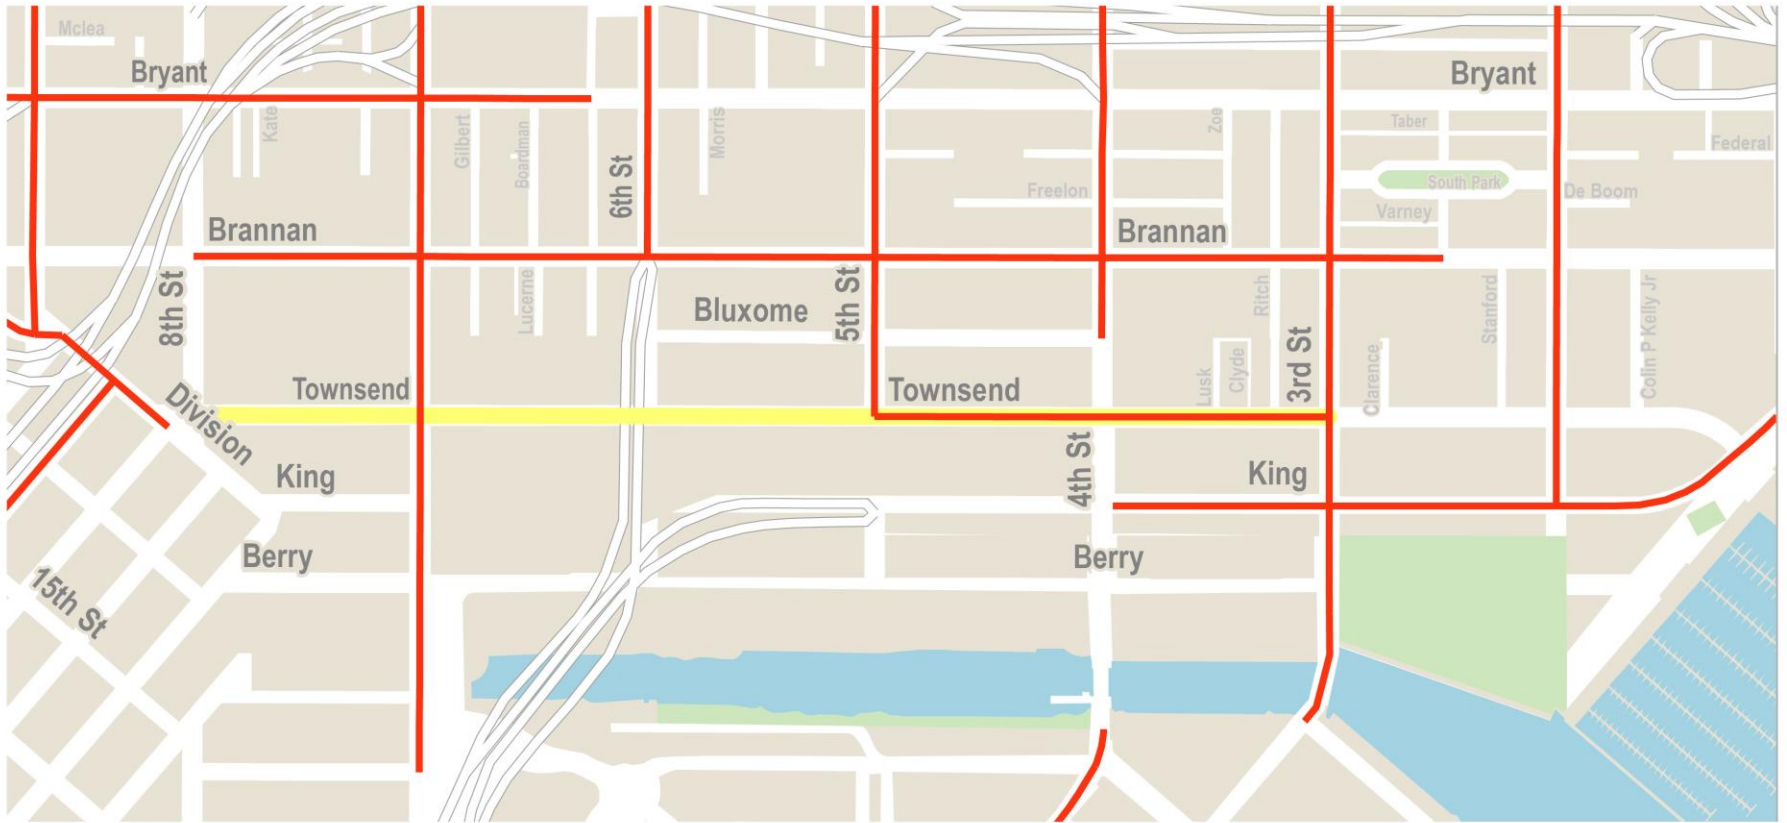 Mclea
Bryant
Bryant
Kate
Gilbert
Boardman
Morris
Zoe
Taber
Federal
6th St
Freelon
South Park
De Boom
Varney
Brannan
Brannan
8th St
Lucerne
Bluxome
5th St
Ritch
Stanford
Colin P Kelly Jr
3rd St
Lusk
Clyde
Clarence
Townsend
Townsend
Division
4th St
King
King
Berry
Berry
15th St